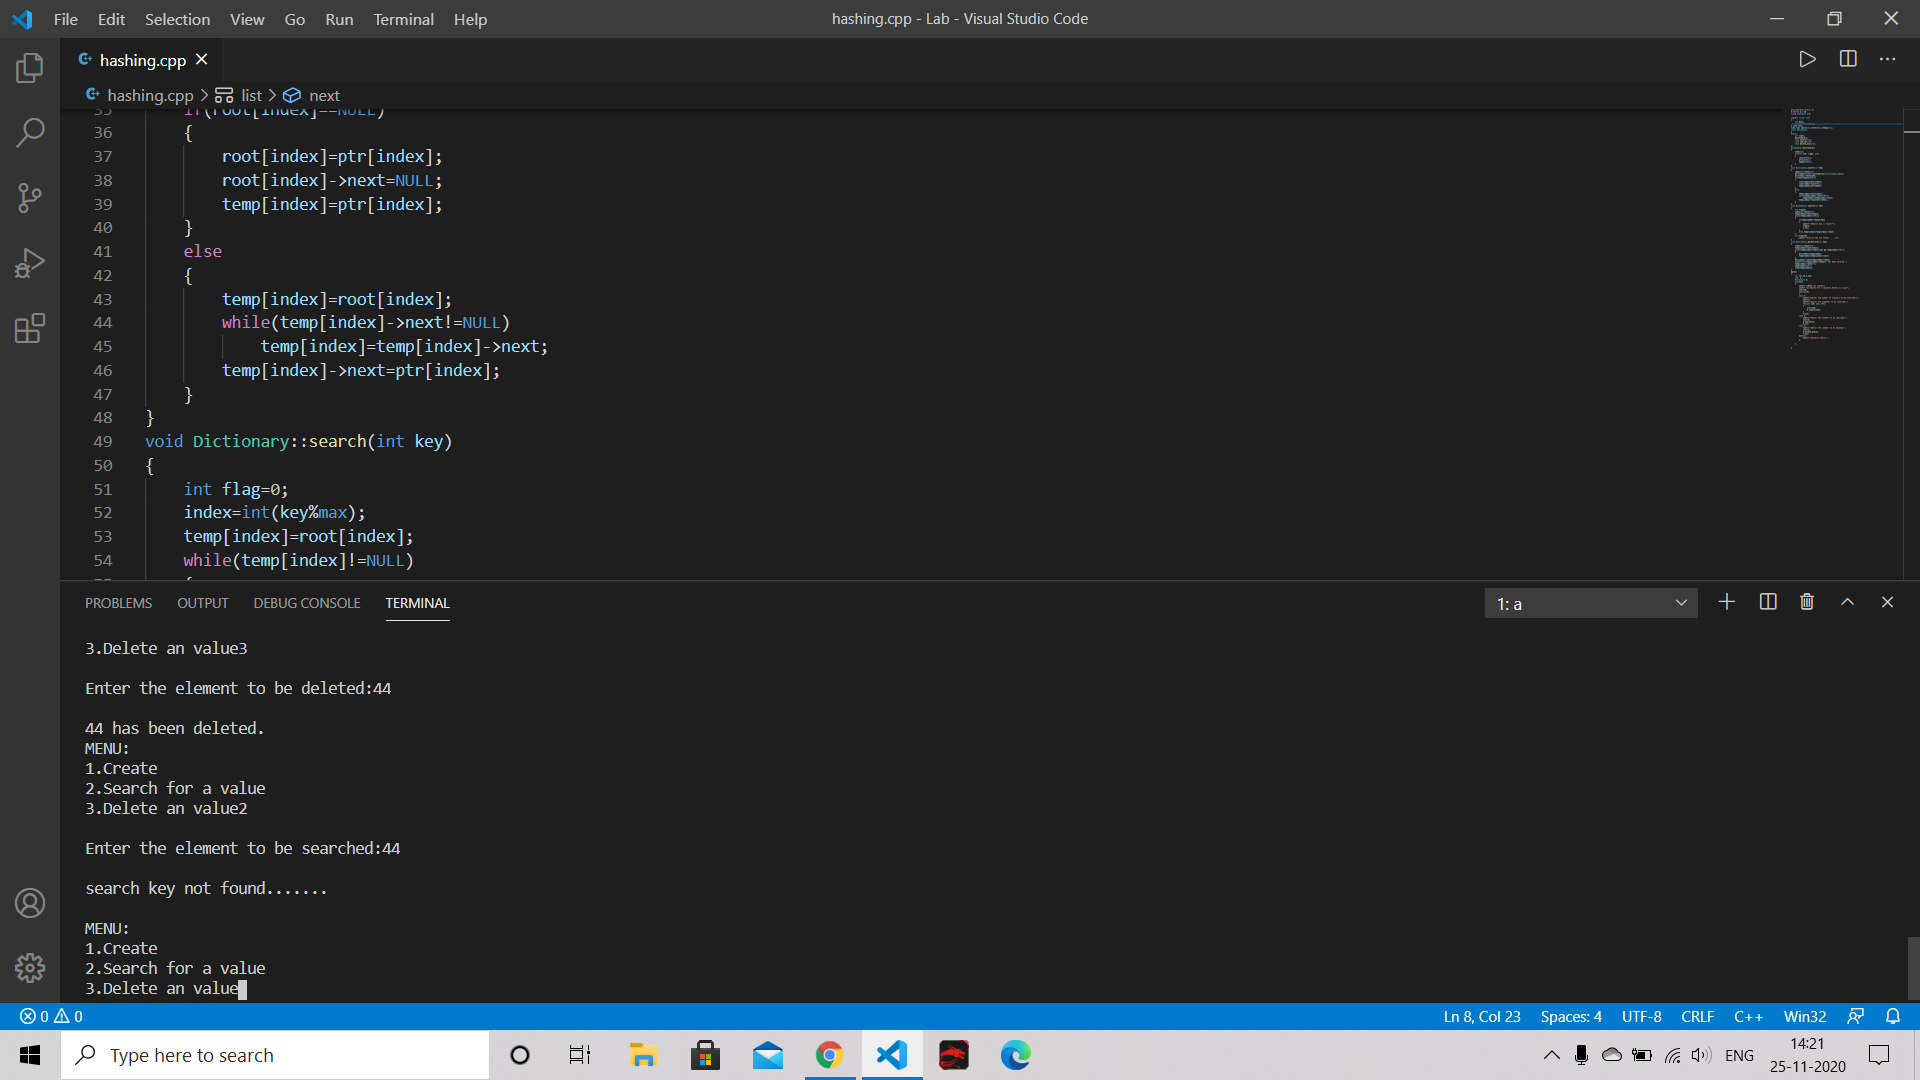 File Edit Selection View Go Run Terminal Help
hashing.cpp - Lab - Visual Studio Code
hashing.cpp
hashing.cpp > list > next
35 if(root[index]==NULL)
36 {
37 root[index]=ptr[index];
38 root[index]->next=NULL;
39 temp[index]=ptr[index];
40 }
41 else
42 {
43 temp[index]=root[index];
44 while(temp[index]->next!=NULL)
45 temp[index]=temp[index]->next;
46 temp[index]->next=ptr[index];
47 }
48 }
49 void Dictionary::search(int key)
50 {
51 int flag=0;
52 index=int(key%max);
53 temp[index]=root[index];
54 while(temp[index]!=NULL)
PROBLEMS OUTPUT DEBUG CONSOLE TERMINAL
1: a
3.Delete an value3
Enter the element to be deleted:44
44 has been deleted.
MENU:
1.Create
2.Search for a value
3.Delete an value2
Enter the element to be searched:44
search key not found.......
MENU:
1.Create
2.Search for a value
3.Delete an value
0 0
Ln 8, Col 23 Spaces: 4 UTF-8 CRLF C++ Win32
Type here to search
ENG
14:21
25-11-2020